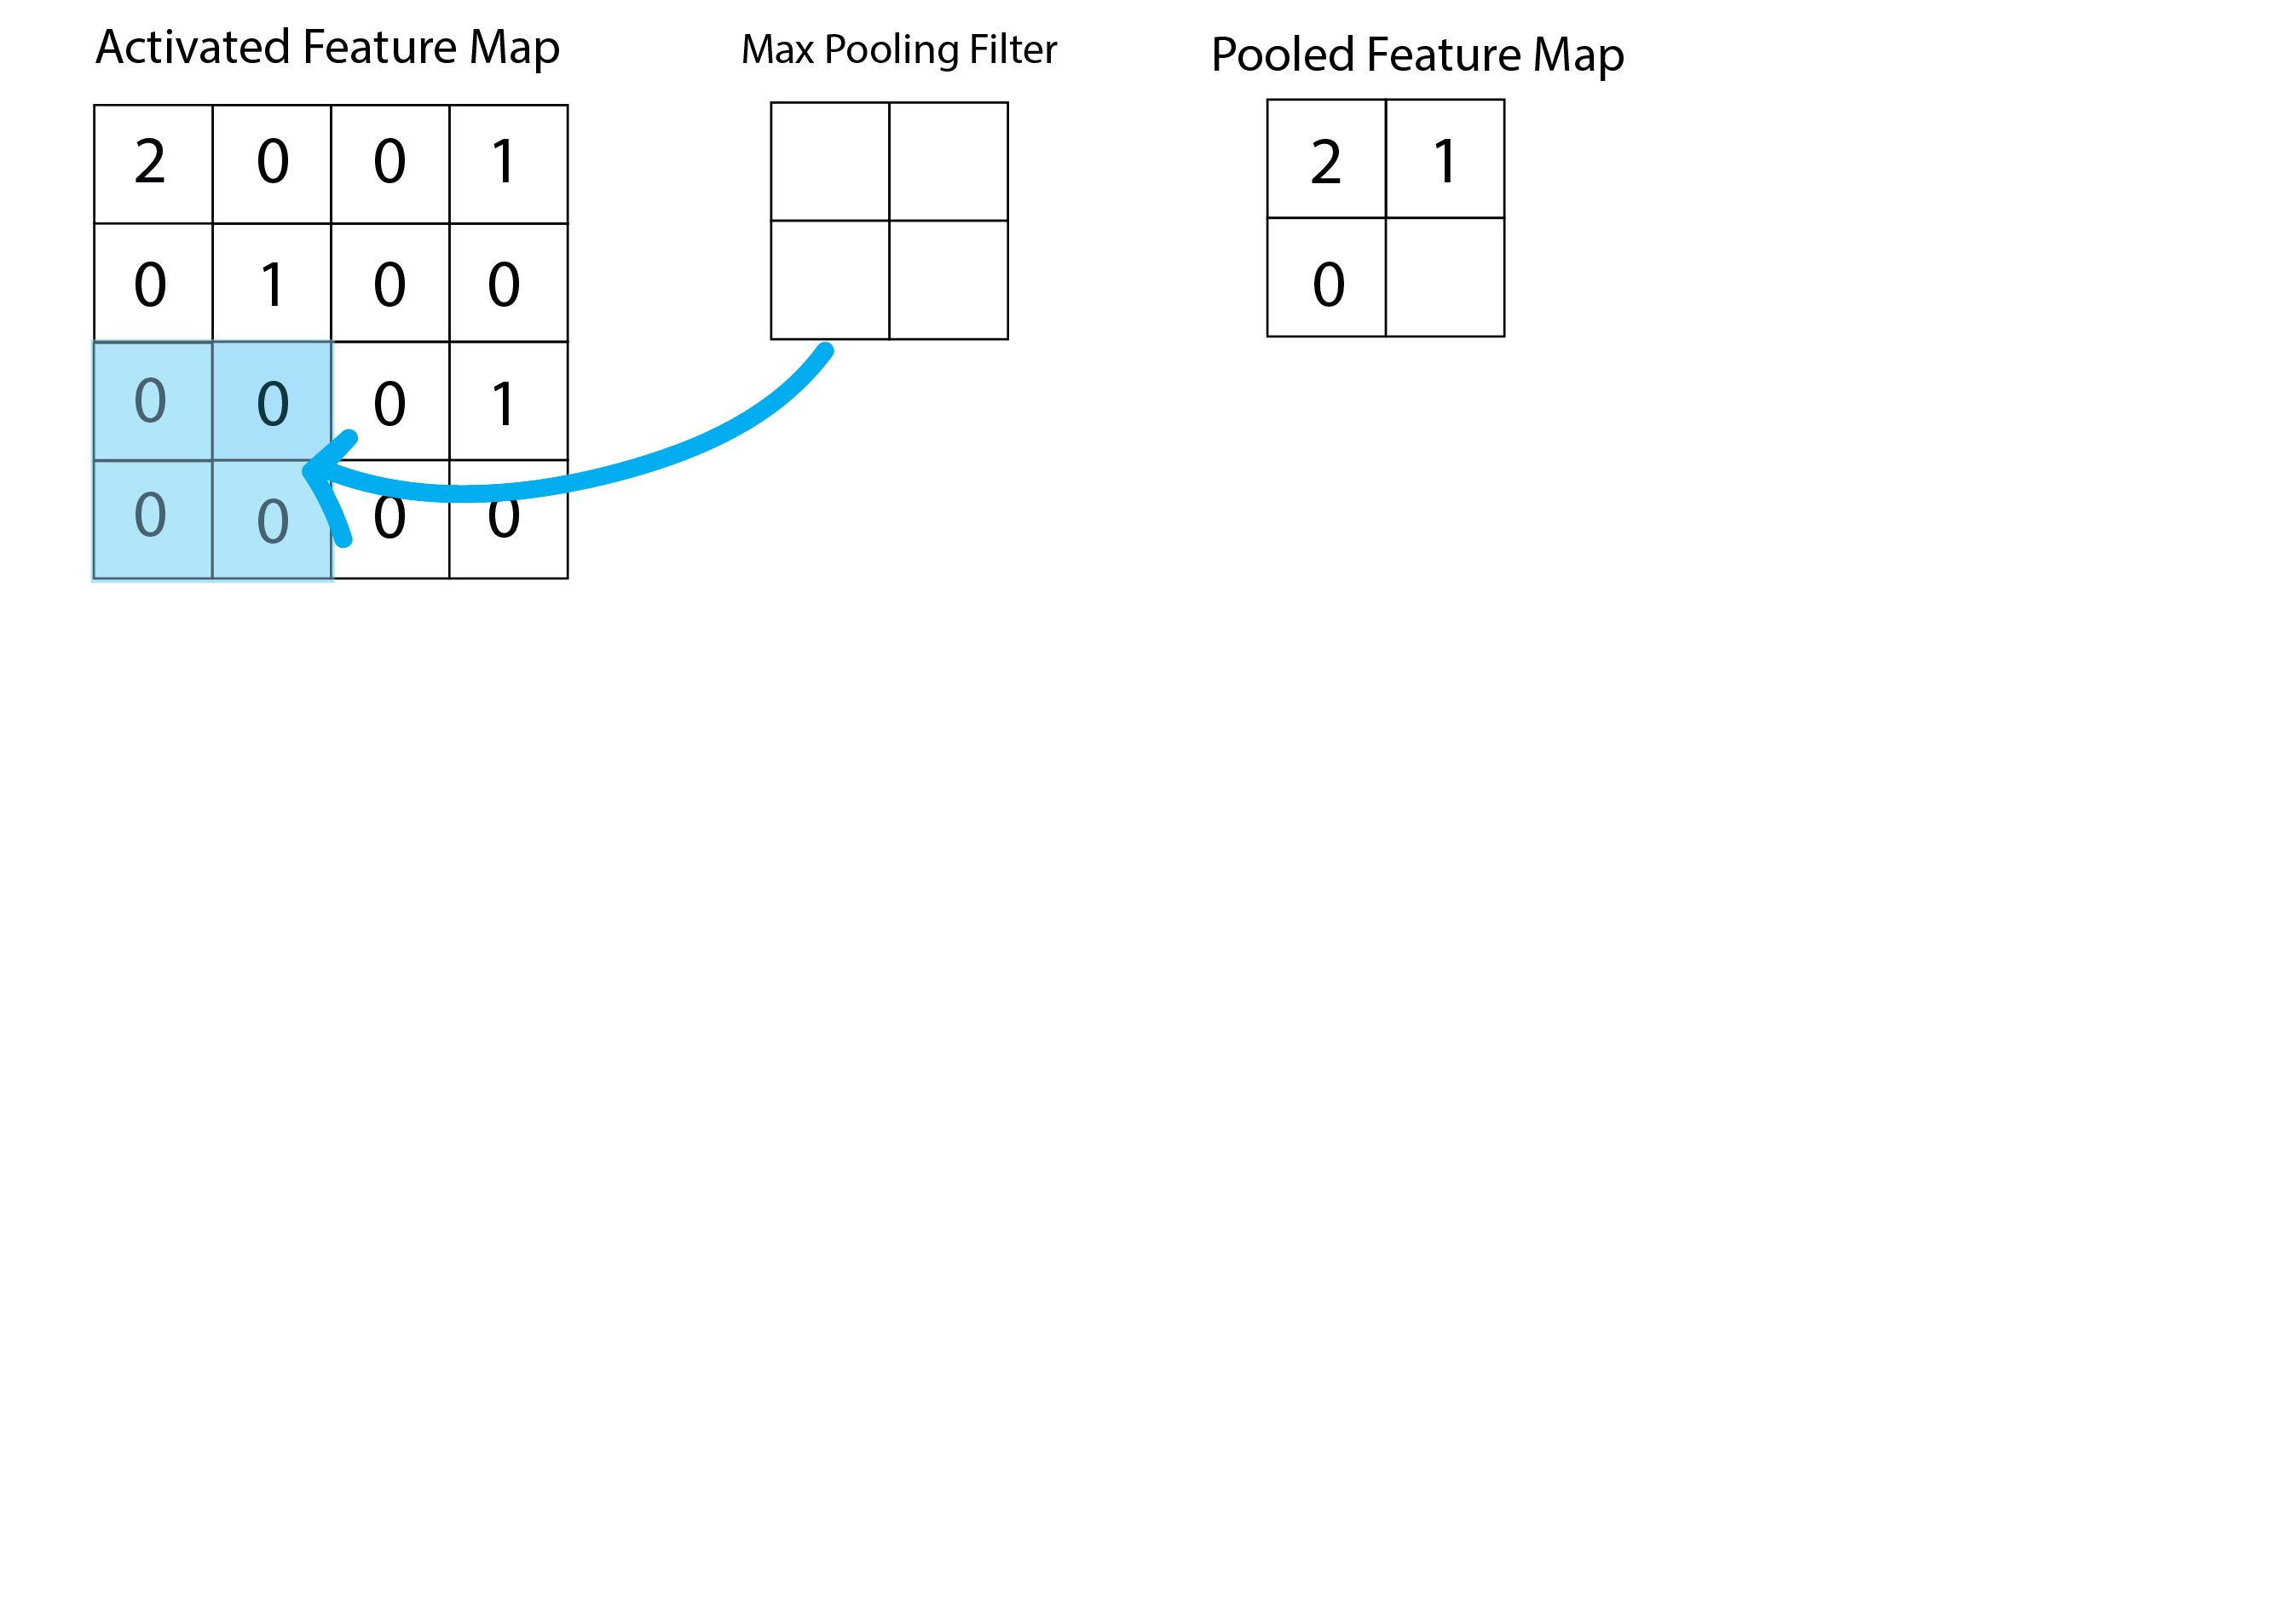 Activated Feature Map
Max Pooling Filter
Pooled Feature Map
2 0 0 1
0 1 0 0
0 0 0 1
0 0 0 0
2 1
0